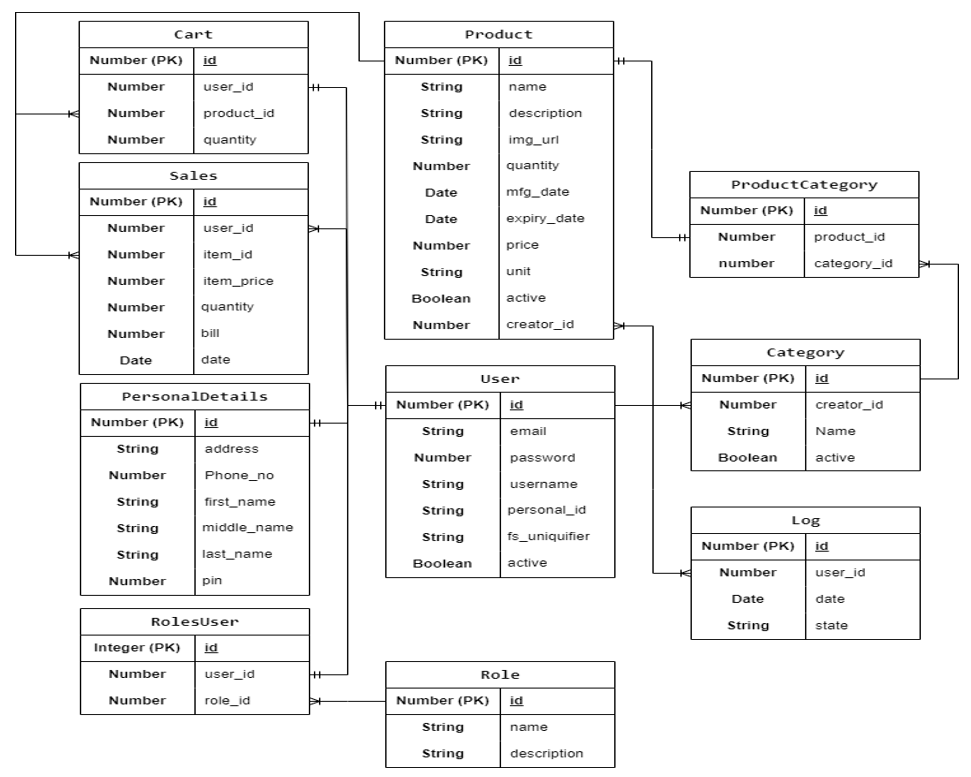 Cart
Number (PK) id
Number user_id
Number product_id
Number quantity
Sales
Number (PK) id
Number user_id
Number item_id
Number item_price
Number quantity
Number bill
Date date
PersonalDetails
Number (PK) id
String address
Number Phone_no
String first_name
String middle_name
String last_name
Number pin
RolesUser
Integer (PK) id
Number user_id
Number role_id
Product
Number (PK) id
String name
String description
String img_url
Number quantity
Date mfg_date
Date expiry_date
Number price
String unit
Boolean active
Number creator_id
User
Number (PK) id
String email
Number password
String username
String personal_id
String fs_uniquifier
Boolean active
Role
Number (PK) id
String name
String description
ProductCategory
Number (PK) id
Number product_id
number category_id
Category
Number (PK) id
Number creator_id
String Name
Boolean active
Log
Number (PK) id
Number user_id
Date date
String state